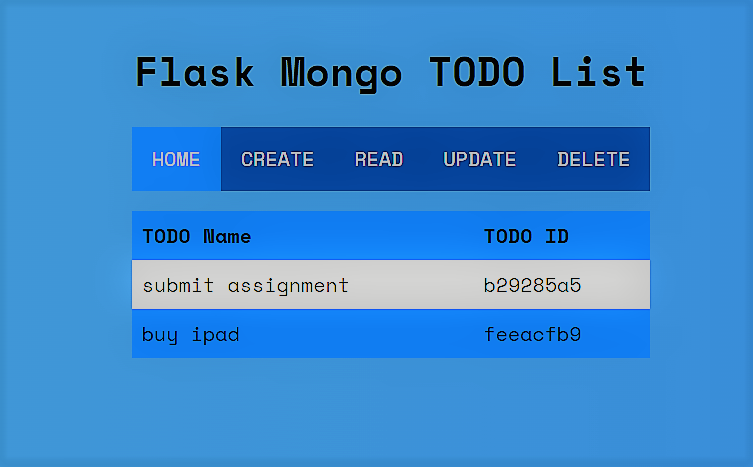 Flask Mongo TODO List
HOME CREATE READ UPDATE DELETE
TODO Name TODO ID
submit assignment b29285a5
buy ipad feeacfb9